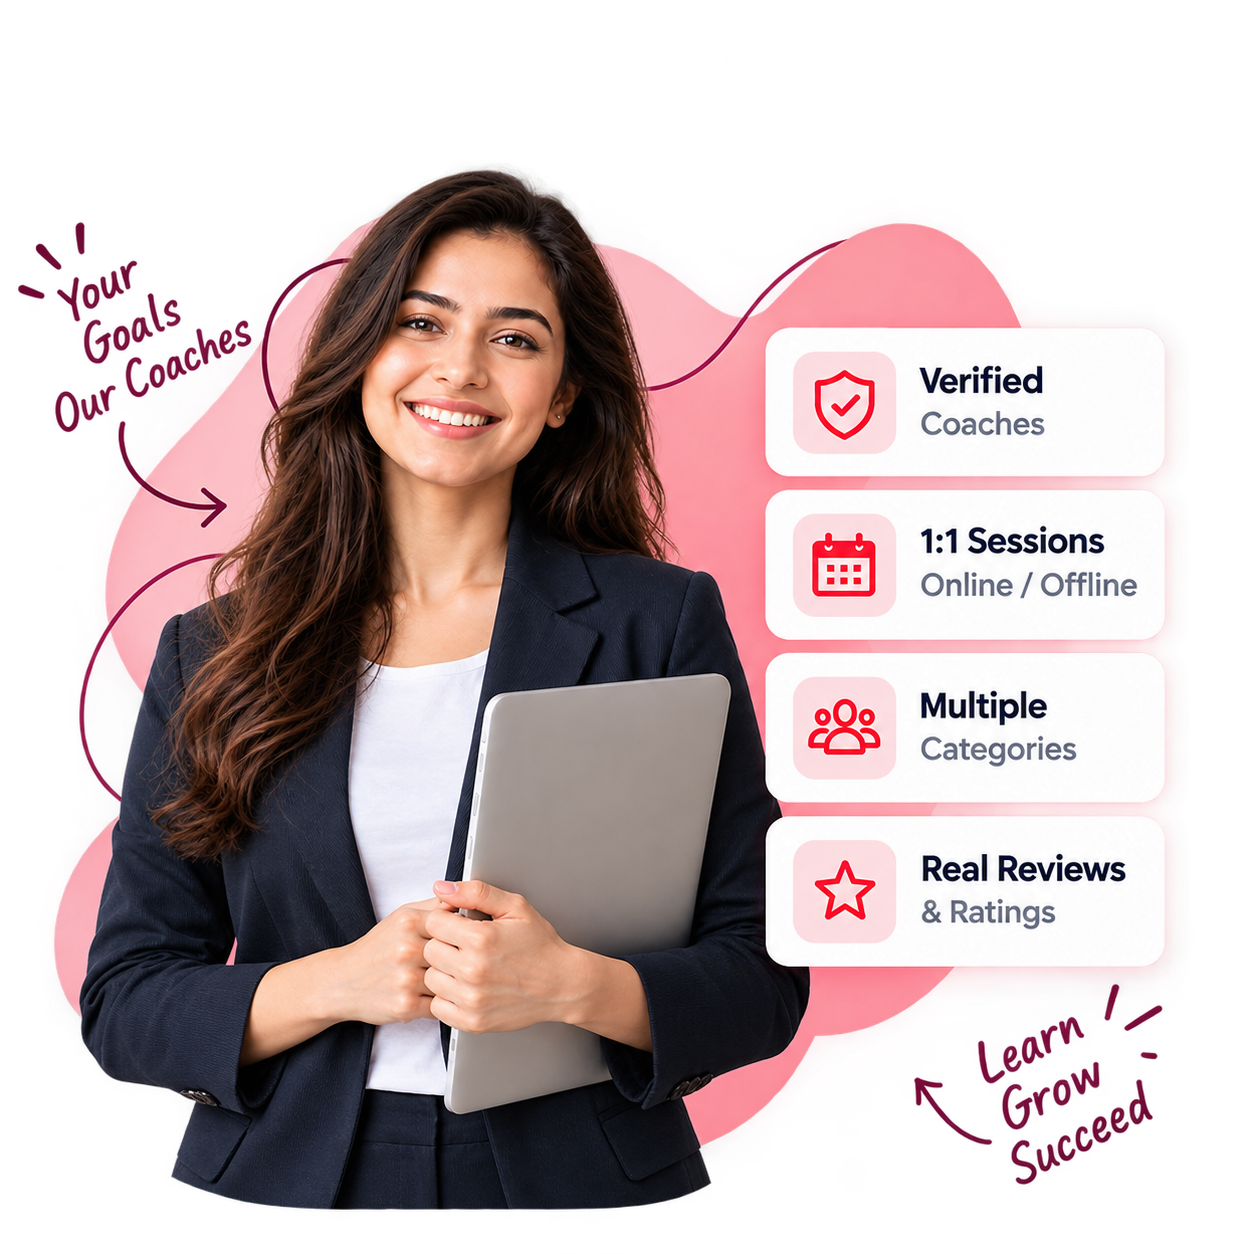 Your
Goals
Our Coaches
Verified
Coaches
1:1 Sessions
Online / Offline
Multiple
Categories
Real Reviews
& Ratings
Learn
Grow
Succeed